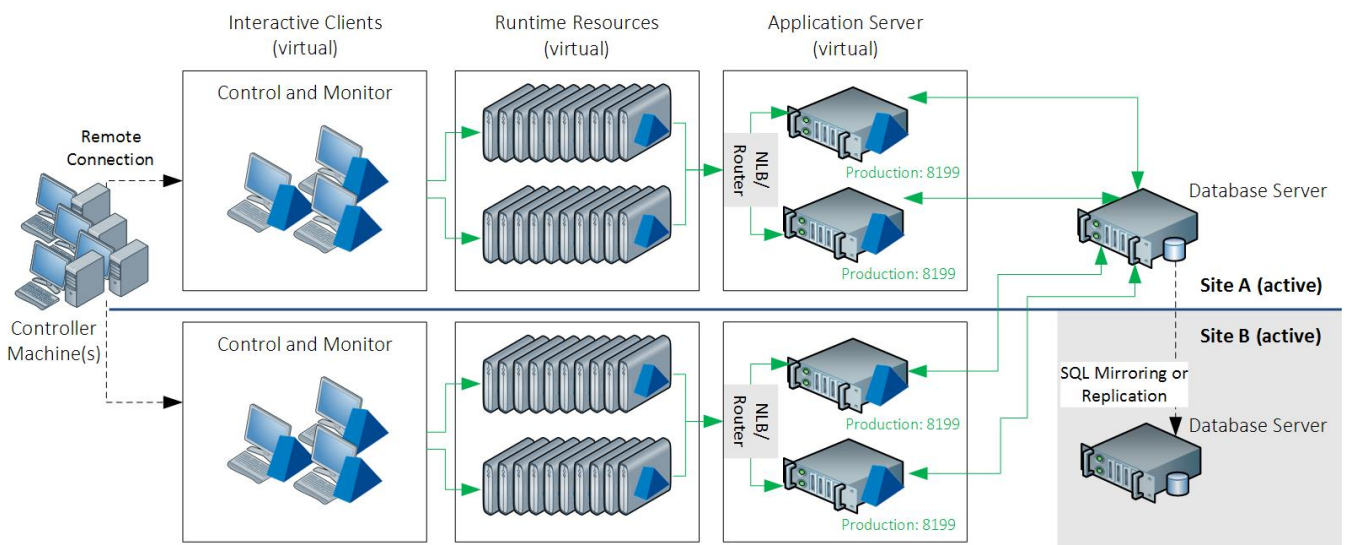 Interactive Clients
(virtual)
Runtime Resources
(virtual)
Application Server
(virtual)
Control and Monitor
Remote
Connection
NLB/
Router
Production: 8199
Production: 8199
Database Server
Site A (active)
Controller
Machine(s)
Control and Monitor
NLB/
Router
Production: 8199
Production: 8199
Site B (active)
SQL Mirroring or
Replication
Database Server